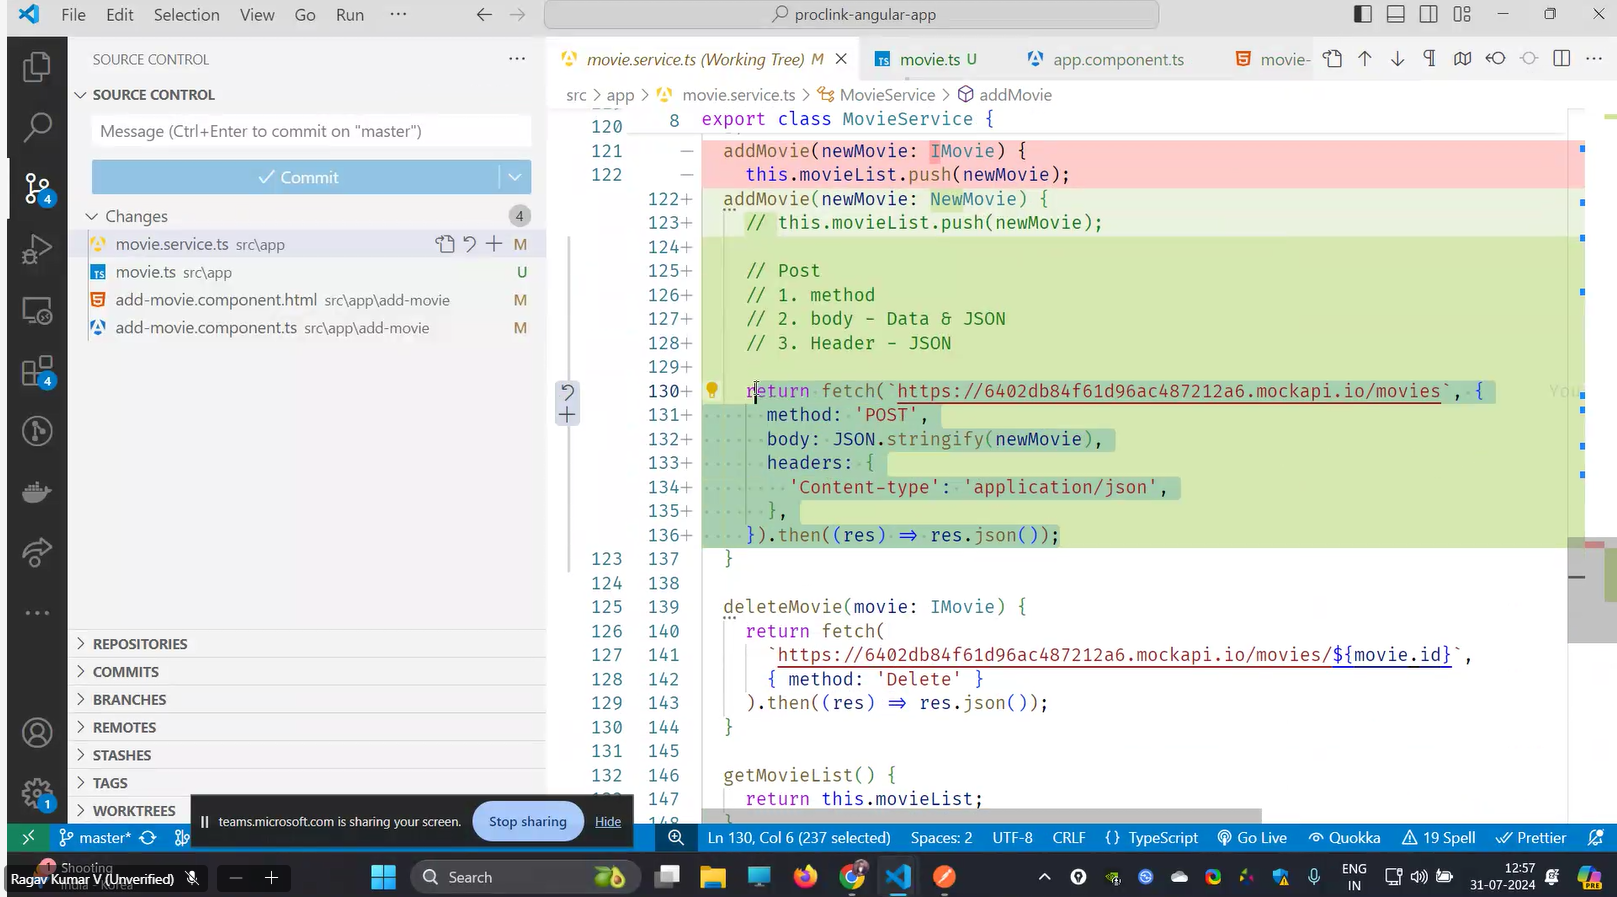 File Edit Selection View Go Run ··· proclink-angular-app
SOURCE CONTROL
movie.service.ts (Working Tree) M movie.ts U app.component.ts movie-
SOURCE CONTROL
src > app > movie.service.ts > MovieService > addMovie
Message (Ctrl+Enter to commit on "master")
Commit
Changes 4
movie.service.ts src\app M
movie.ts src\app U
add-movie.component.html src\app\add-movie M
add-movie.component.ts src\app\add-movie M
4
4
1
REPOSITORIES
COMMITS
BRANCHES
REMOTES
STASHES
TAGS
WORKTREES
120 8 export class MovieService {
121 — addMovie(newMovie: IMovie) {
122 — this.movieList.push(newMovie);
122+ addMovie(newMovie: NewMovie) {
123+ // this.movieList.push(newMovie);
124+
125+ // Post
126+ // 1. method
127+ // 2. body - Data & JSON
128+ // 3. Header - JSON
129+
130+ return fetch(`https://6402db84f61d96ac487212a6.mockapi.io/movies`, { You
131+ method: 'POST',
132+ body: JSON.stringify(newMovie),
133+ headers: {
134+ 'Content-type': 'application/json',
135+ },
136+ }).then((res) => res.json());
123 137 }
124 138
125 139 deleteMovie(movie: IMovie) {
126 140 return fetch(
127 141 `https://6402db84f61d96ac487212a6.mockapi.io/movies/${movie.id}`,
128 142 { method: 'Delete' }
129 143 ).then((res) => res.json());
130 144 }
131 145
132 146 getMovieList() {
133 147 return this.movieList;
148 }
teams.microsoft.com is sharing your screen. Stop sharing Hide
master* Ln 130, Col 6 (237 selected) Spaces: 2 UTF-8 CRLF {} TypeScript Go Live Quokka 19 Spell Prettier
Shooting
India - Korea
Ragav Kumar V (Unverified)
Search
ENG
IN
12:57
31-07-2024
PRE